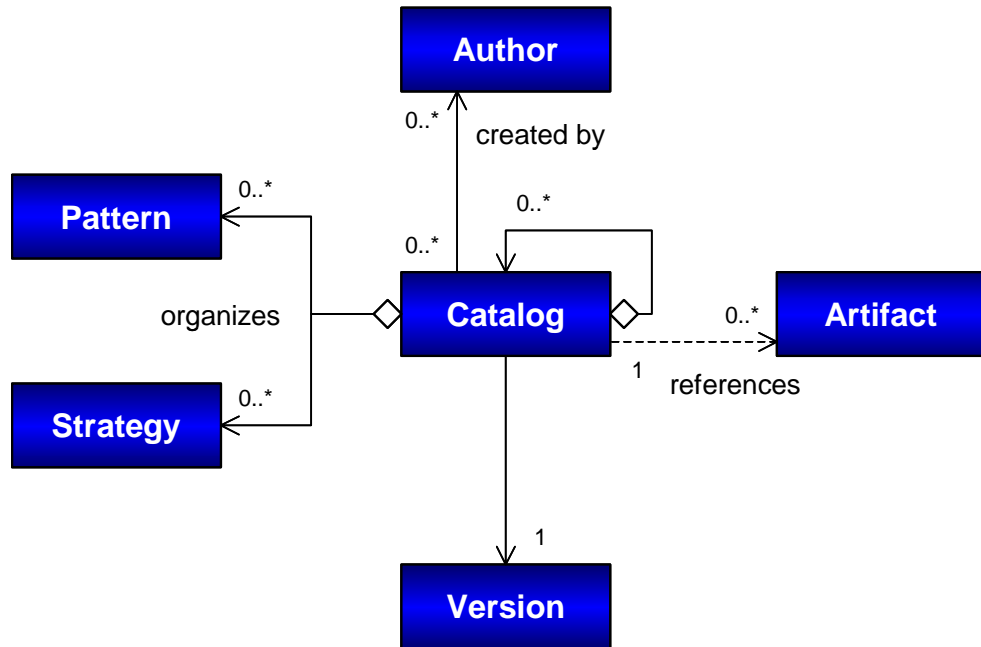 Author
0..*
created by
0..*
Pattern
0..*
0..*
organizes
Catalog
0..*
Artifact
1
references
0..*
Strategy
1
Version